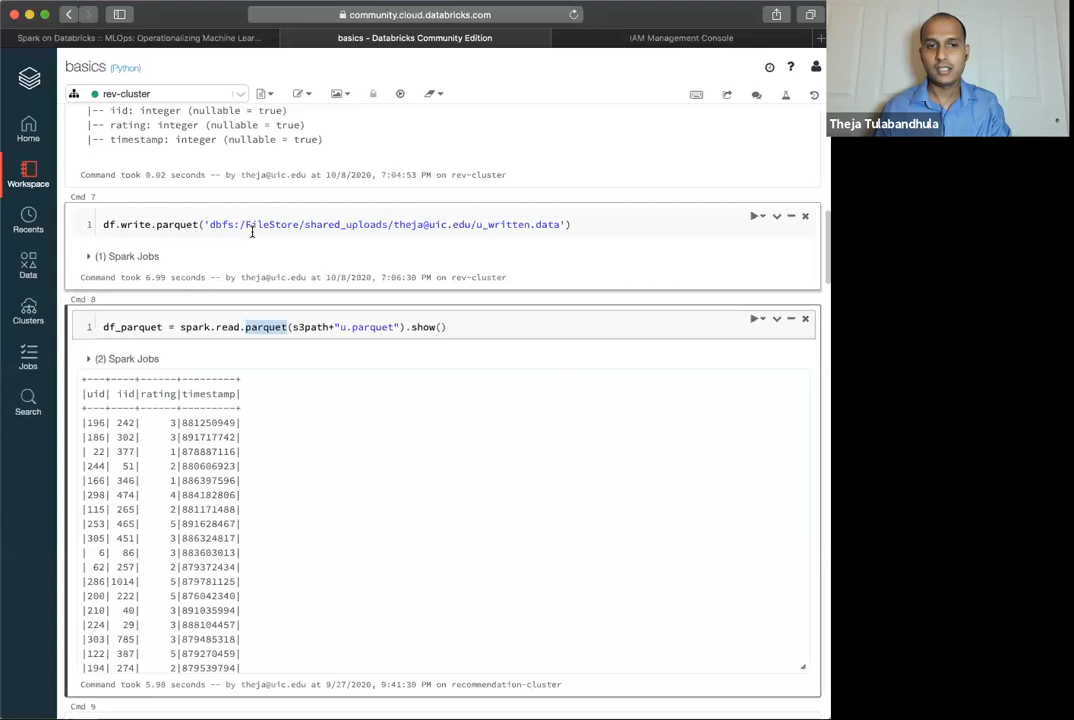 community.cloud.databricks.com
Spark on Databricks :: MLOps: Operationalizing Machine Lear...
basics - Databricks Community Edition
IAM Management Console
basics (Python)
rev-cluster
Home
Workspace
Recents
Data
Clusters
Jobs
Search
Theja Tulabandhula
|-- iid: integer (nullable = true)
|-- rating: integer (nullable = true)
|-- timestamp: integer (nullable = true)
Command took 8.02 seconds -- by theja@uic.edu at 10/8/2020, 7:04:53 PM on rev-cluster
Cmd 7
1 df.write.parquet('dbfs:/FileStore/shared_uploads/theja@uic.edu/u_written.data')
(1) Spark Jobs
Command took 6.99 seconds -- by theja@uic.edu at 10/8/2020, 7:06:30 PM on rev-cluster
Cmd 8
1 df_parquet = spark.read.parquet(s3path+"u.parquet").show()
(2) Spark Jobs
+---+----+------+---------+
|uid| iid|rating|timestamp|
+---+----+------+---------+
|196| 242|     3|881250949|
|186| 302|     3|891717742|
| 22| 377|     1|878887116|
|244|  51|     2|880606923|
|166| 346|     1|886397596|
|298| 474|     4|884182806|
|115| 265|     2|881171488|
|253| 465|     5|891628467|
|305| 451|     3|886324817|
|  6|  86|     3|883603013|
| 62| 257|     2|879372434|
|286|1014|     5|879781125|
|200| 222|     5|876042340|
|210|  40|     3|891035994|
|224|  29|     3|888104457|
|303| 785|     3|879485318|
|122| 387|     5|879270459|
|194| 274|     2|879539794|
Command took 5.98 seconds -- by theja@uic.edu at 9/27/2020, 9:41:30 PM on recommendation-cluster
Cmd 9